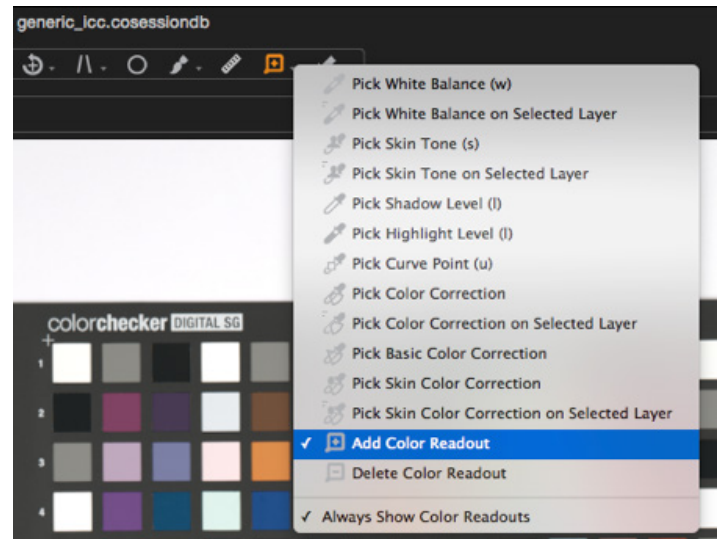 generic_icc.cosessiondb
Pick White Balance (w)
Pick White Balance on Selected Layer
Pick Skin Tone (s)
Pick Skin Tone on Selected Layer
Pick Shadow Level (l)
Pick Highlight Level (l)
Pick Curve Point (u)
Pick Color Correction
Pick Color Correction on Selected Layer
Pick Basic Color Correction
Pick Skin Color Correction
Pick Skin Color Correction on Selected Layer
Add Color Readout
Delete Color Readout
Always Show Color Readouts
colorchecker DIGITAL SG
1
2
3
4